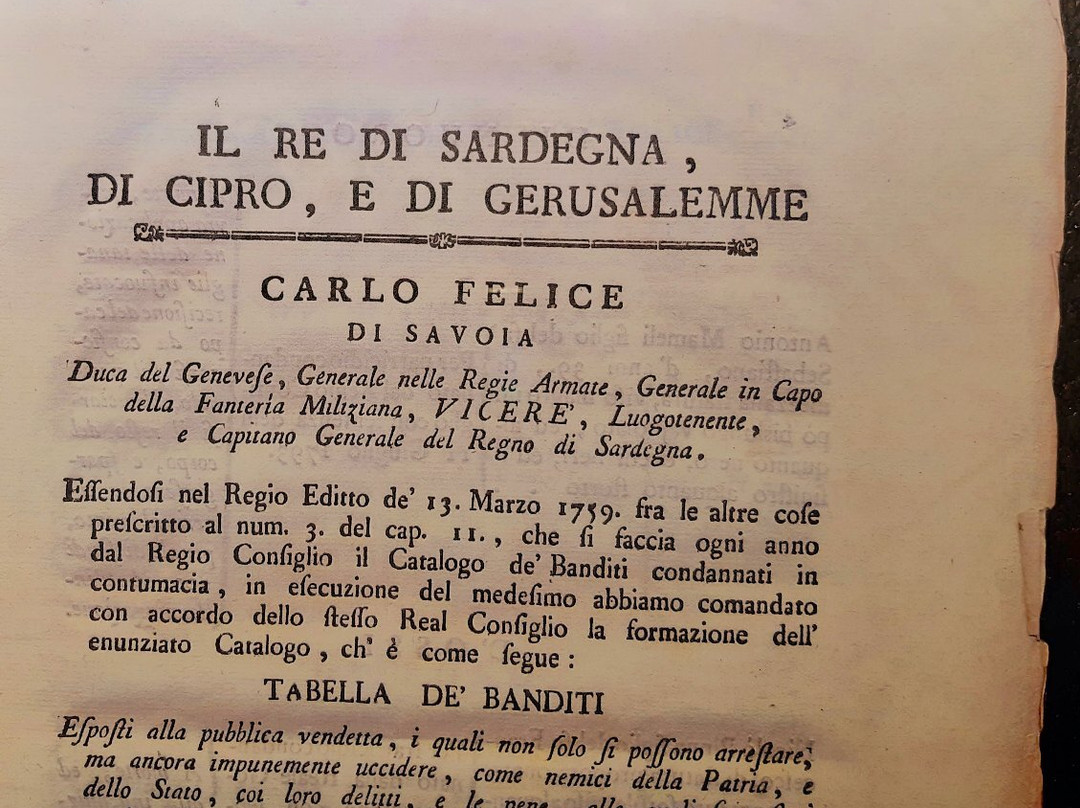 IL RE DI SARDEGNA ,
DI CIPRO , E DI GERUSALEMME
CARLO FELICE
DI SAVOIA
Duca del Geneveſe , Generale nelle Regie Armate , Generale in Capo
della Fanteria Miliziana , VICERE' , Luogotenente ,
e Capitano Generale del Regno di Sardegna .
Eſſendoſi nel Regio Editto de' 13. Marzo 1759. fra le altre coſe
preſcritto al num. 3. del cap. 11. , che ſi faccia ogni anno
dal Regio Conſiglio il Catalogo de' Banditi condannati in
contumacia , in eſecuzione del medeſimo abbiamo comandato
con accordo dello ſteſſo Real Conſiglio la formazione dell'
enunziato Catalogo , ch' è come ſegue :
TABELLA DE' BANDITI
Eſpoſti alla pubblica vendetta , i quali non ſolo ſi poſſono arreſtare,
ma ancora impunemente uccidere , come nemici della Patria , e
dello Stato , coi loro delitti , e le pene